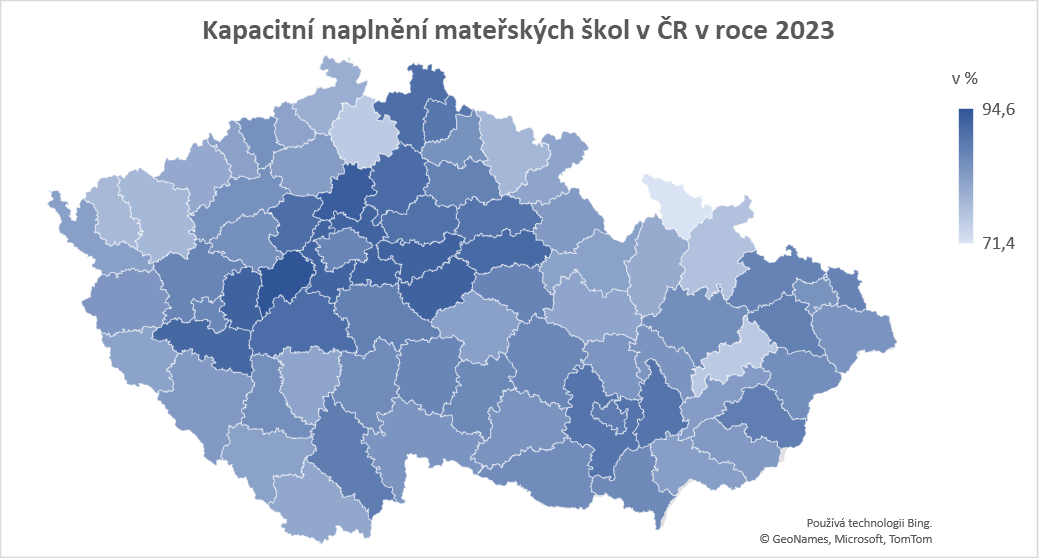 Kapacitní naplnění mateřských škol v ČR v roce 2023
v %
94,6
71,4
Používá technologii Bing.
© GeoNames, Microsoft, TomTom